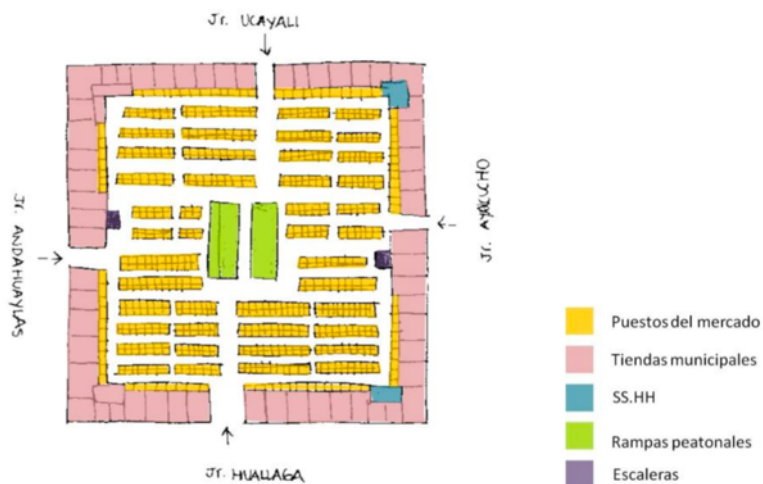 Jr. UCAYALI
Jr. AYACUCHO
Jr. ANDAHUAYLAS
Jr. HUALLAGA
Puestos del mercado
Tiendas municipales
SS.HH
Rampas peatonales
Escaleras